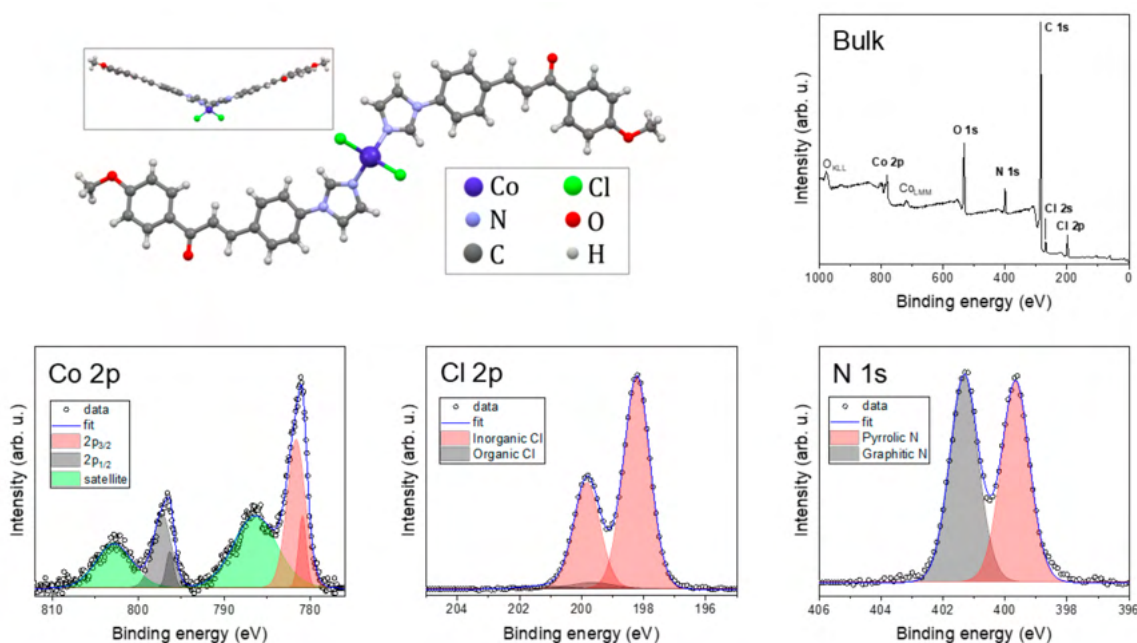 Co
Cl
N
O
C
H
Bulk
Intensity (arb. u.)
O KLL
Co 2p
Co LMM
O 1s
N 1s
C 1s
Cl 2s
Cl 2p
1000 800 600 400 200 0
Binding energy (eV)
Co 2p
data
fit
2p3/2
2p1/2
satellite
Intensity (arb. u.)
810 800 790 780
Binding energy (eV)
Cl 2p
data
fit
Inorganic Cl
Organic Cl
Intensity (arb. u.)
204 202 200 198 196
Binding energy (eV)
N 1s
data
fit
Pyrrolic N
Graphitic N
Intensity (arb. u.)
406 404 402 400 398 396
Binding energy (eV)